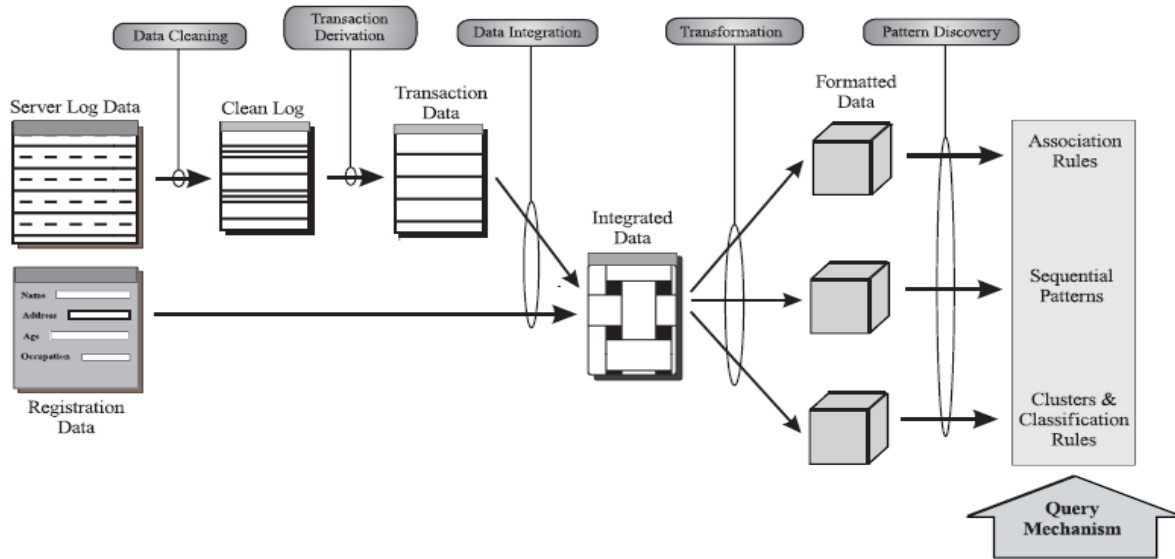 Data Cleaning
Transaction
Derivation
Data Integration
Transformation
Pattern Discovery
Server Log Data
Clean Log
Transaction
Data
Formatted
Data
Association
Rules
Integrated
Data
Sequential
Patterns
Name
Address
Age
Occupation
Registration
Data
Clusters &
Classification
Rules
Query
Mechanism